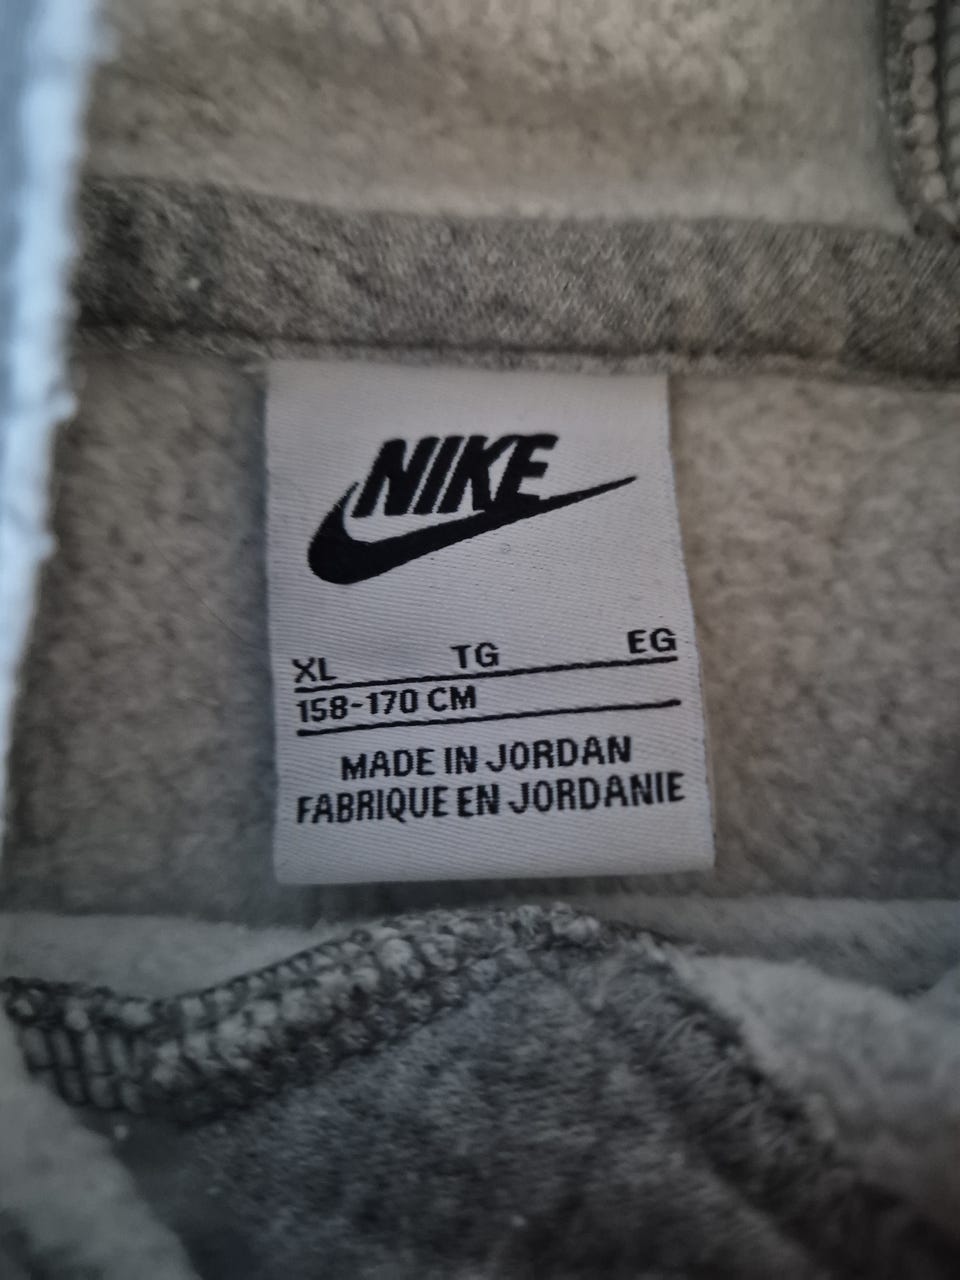 NIKE
XL TG EG
158-170 CM
MADE IN JORDAN
FABRIQUE EN JORDANIE